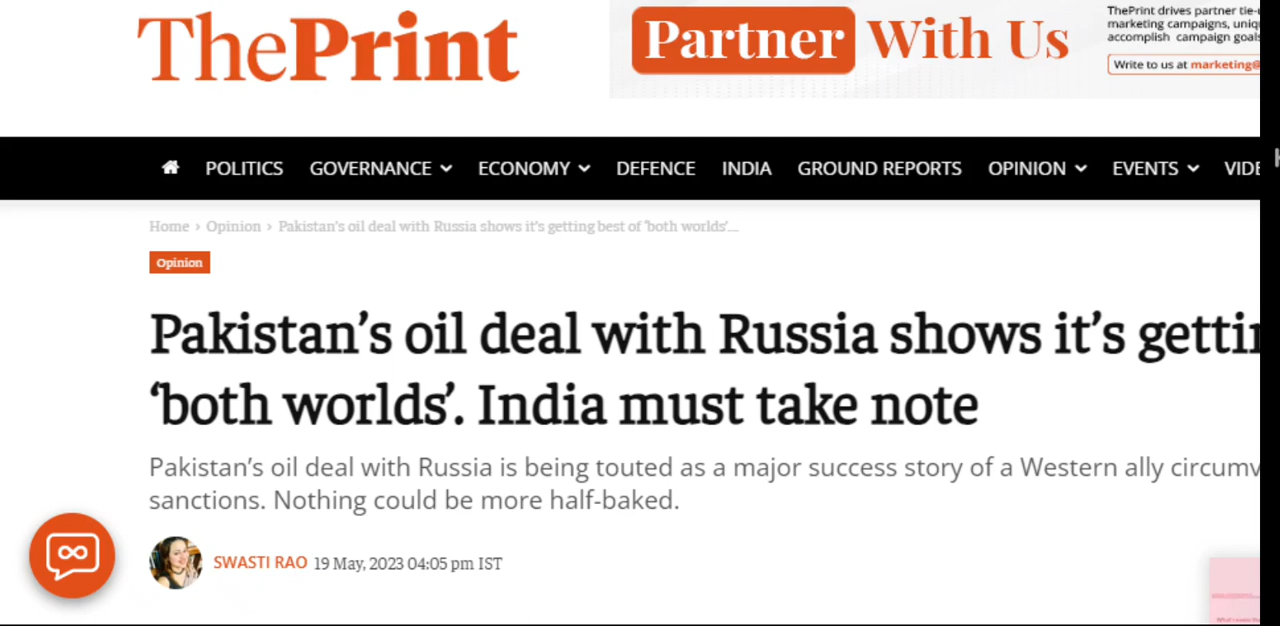 ThePrint
Partner With Us
ThePrint drives partner tie-
marketing campaigns,
accomplish campaign goals
Write to us at marketing@
POLITICS GOVERNANCE ECONOMY DEFENCE INDIA GROUND REPORTS OPINION EVENTS VIDE
Home › Opinion › Pakistan's oil deal with Russia shows it's getting best of 'both worlds'....
Opinion
Pakistan’s oil deal with Russia shows it’s gettin
‘both worlds’. India must take note
Pakistan’s oil deal with Russia is being touted as a major success story of a Western ally circumv
sanctions. Nothing could be more half-baked.
SWASTI RAO 19 May, 2023 04:05 pm IST